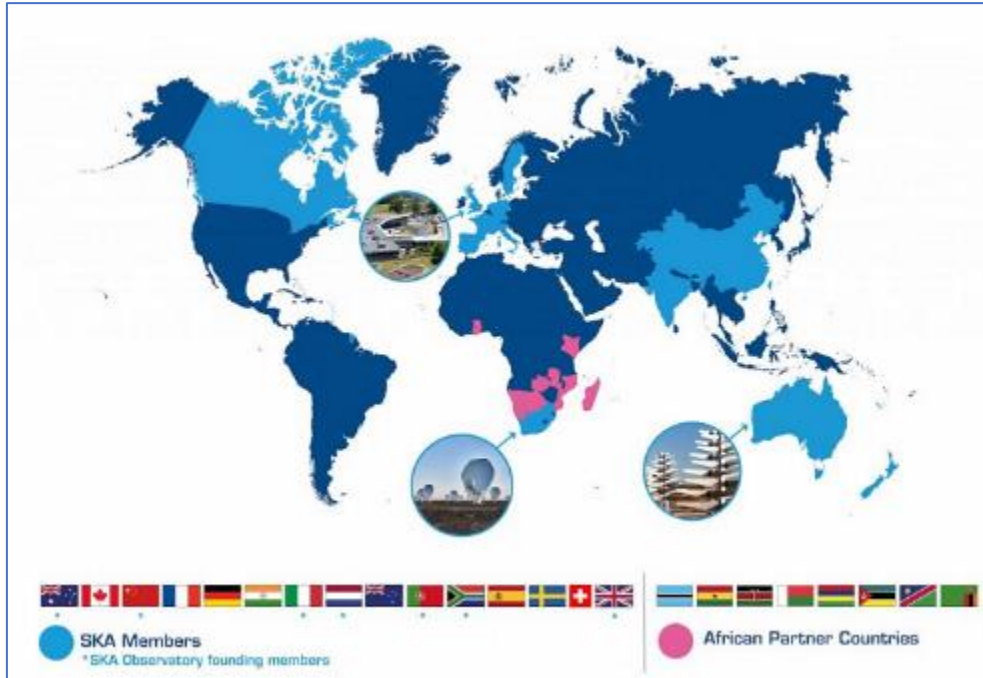 SKA Members
*SKA Observatory founding members
African Partner Countries